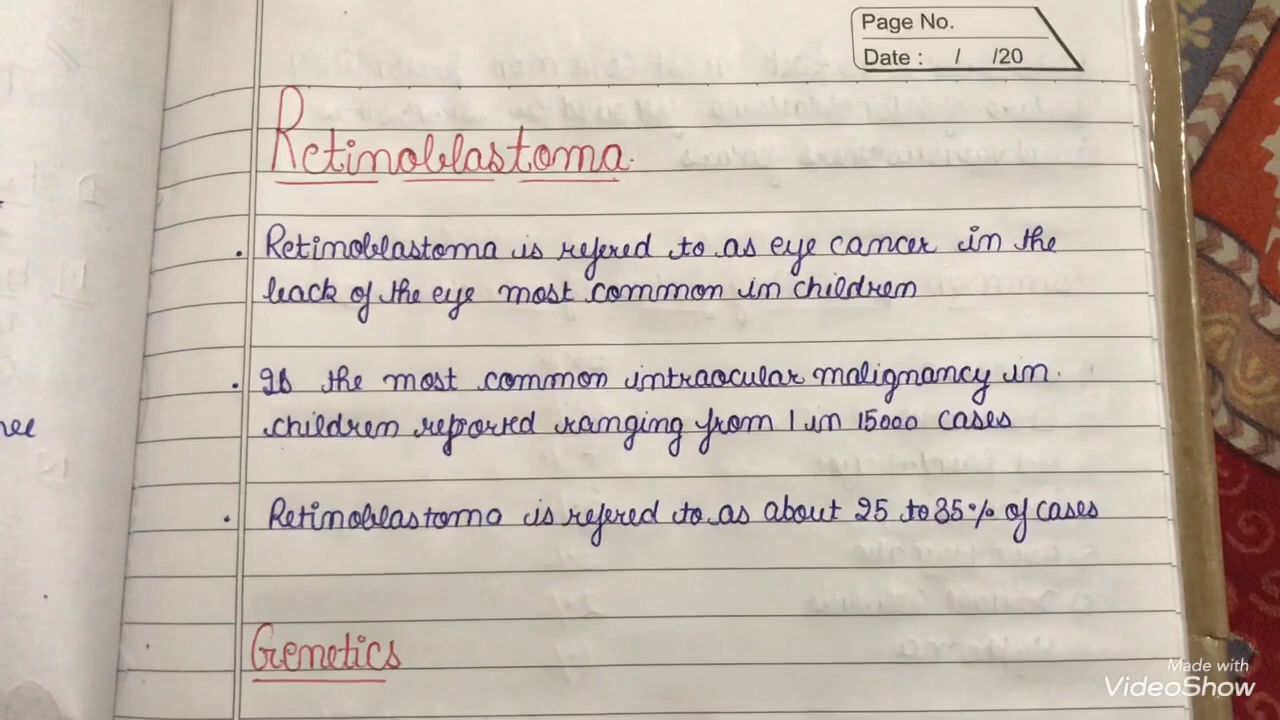 Page No.
Date : / /20
Retinoblastoma.
. Retinoblastoma is refered to as eye cancer in the
back of the eye most common in children
. It the most common intraocular malignancy in.
children reported ranging from 1 in 15000 cases
. Retinoblastoma is refered to as about 25 to 35% of cases
Genetics
Made with
VideoShow